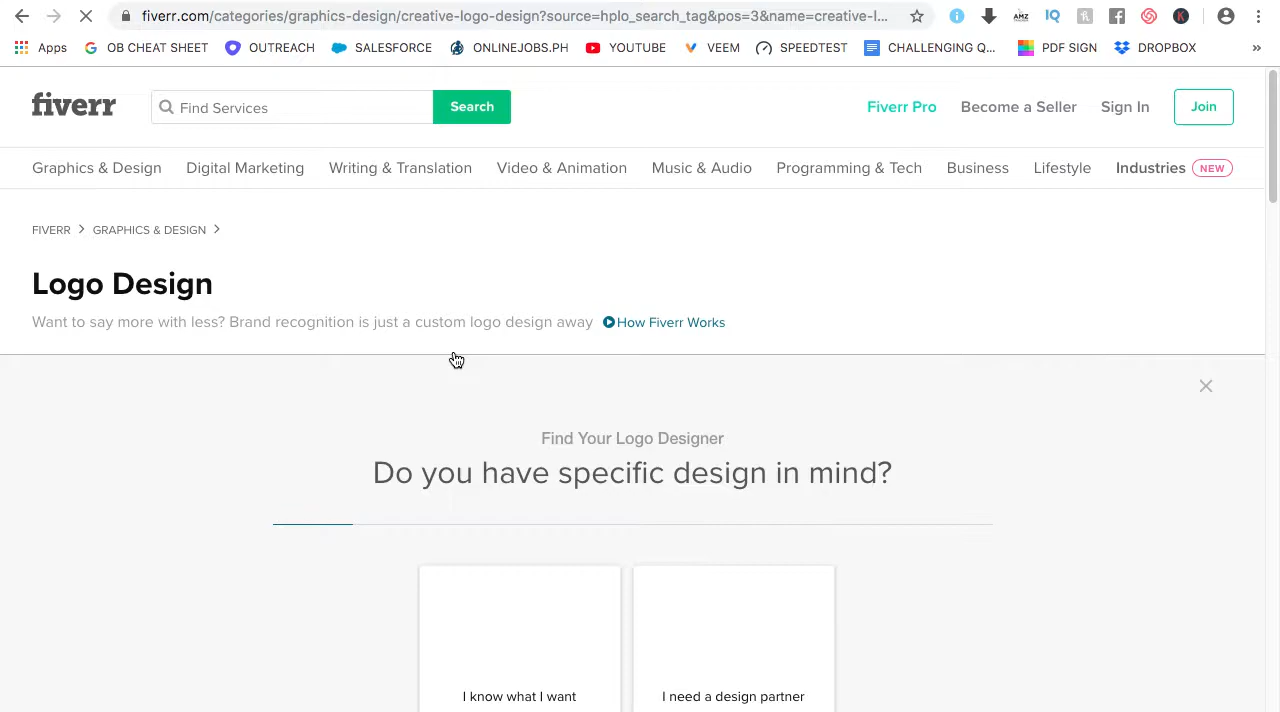 fiverr.com/categories/graphics-design/creative-logo-design?source=hplo_search_tag&pos=3&name=creative-l...
AMZ
IQ
K
Apps
OB CHEAT SHEET
OUTREACH
SALESFORCE
ONLINEJOBS.PH
YOUTUBE
VEEM
SPEEDTEST
CHALLENGING Q...
PDF SIGN
DROPBOX
»
fiverr
Find Services
Search
Fiverr Pro
Become a Seller
Sign In
Join
Graphics & Design
Digital Marketing
Writing & Translation
Video & Animation
Music & Audio
Programming & Tech
Business
Lifestyle
Industries NEW
FIVERR > GRAPHICS & DESIGN >
Logo Design
Want to say more with less? Brand recognition is just a custom logo design away How Fiverr Works
Find Your Logo Designer
Do you have specific design in mind?
I know what I want
I need a design partner